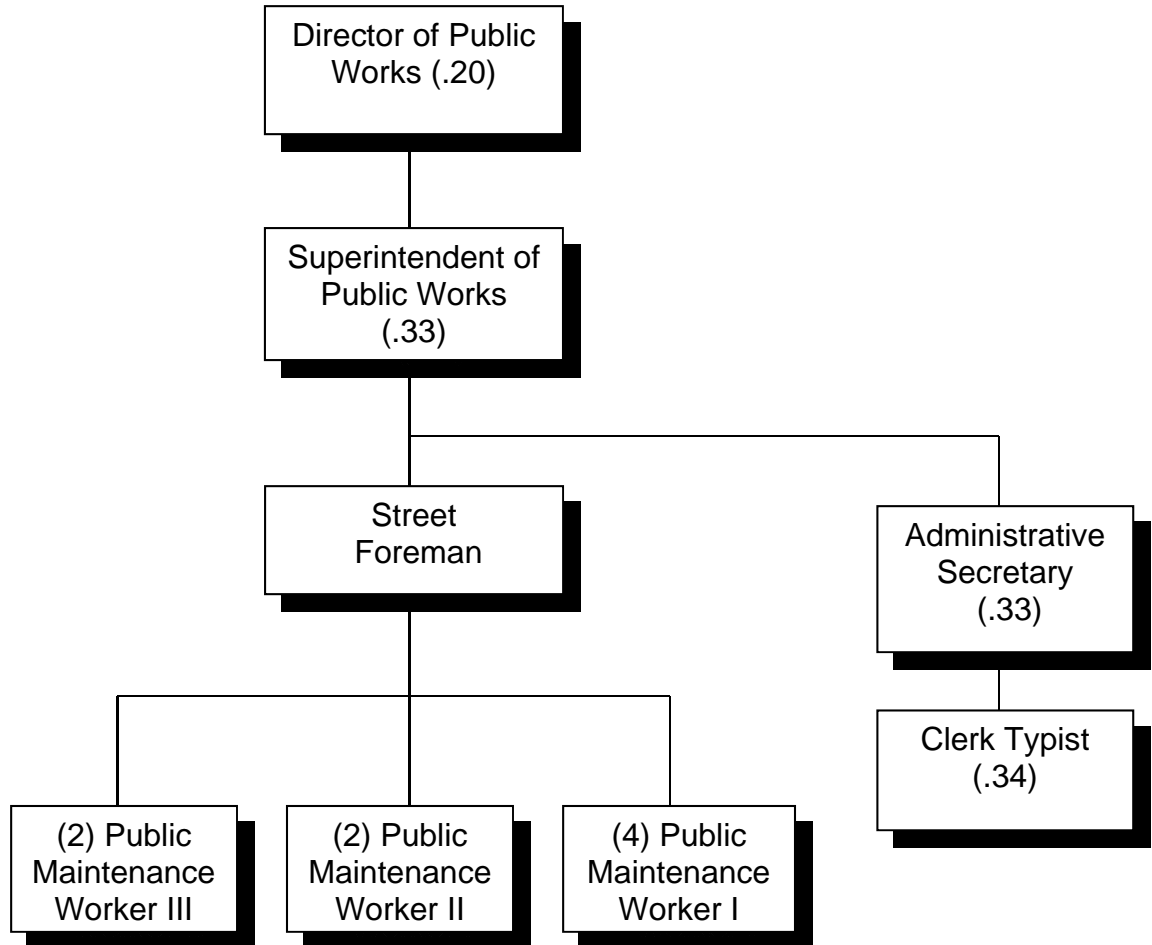 Director of Public
Works (.20)
Superintendent of
Public Works
(.33)
Street
Foreman
Administrative
Secretary
(.33)
Clerk Typist
(.34)
(2) Public
Maintenance
Worker III
(2) Public
Maintenance
Worker II
(4) Public
Maintenance
Worker I